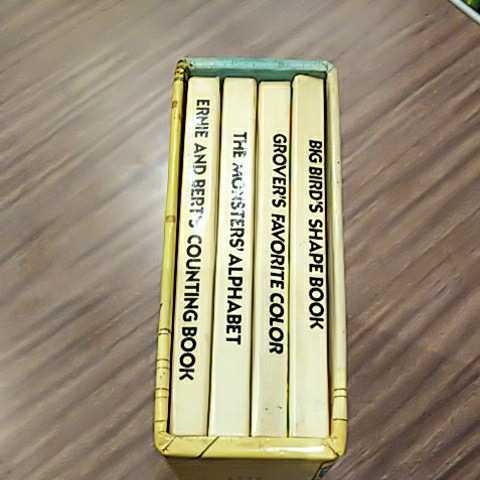 ERNIE AND BERT'S COUNTING BOOK
THE MONSTERS' ALPHABET
GROVER'S FAVORITE COLOR
BIG BIRD'S SHAPE BOOK